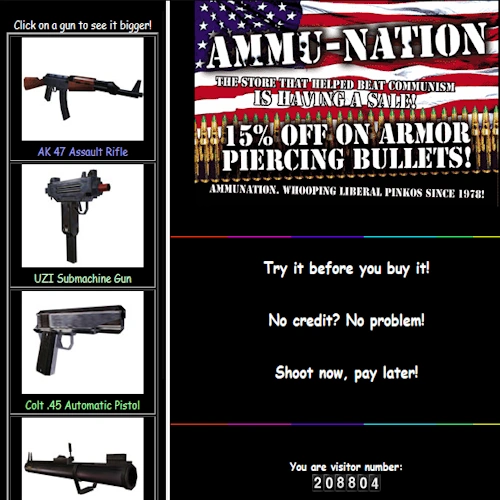 Click on a gun to see it bigger!
AK 47 Assault Rifle
UZI Submachine Gun
Colt .45 Automatic Pistol
AMMU-NATION
THE STORE THAT HELPED BEAT COMMUNISM
IS HAVING A SALE!
15% OFF ON ARMOR
PIERCING BULLETS!
AMMUNATION. WHOOPING LIBERAL PINKOS SINCE 1978!
Try it before you buy it!
No credit? No problem!
Shoot now, pay later!
You are visitor number:
208804